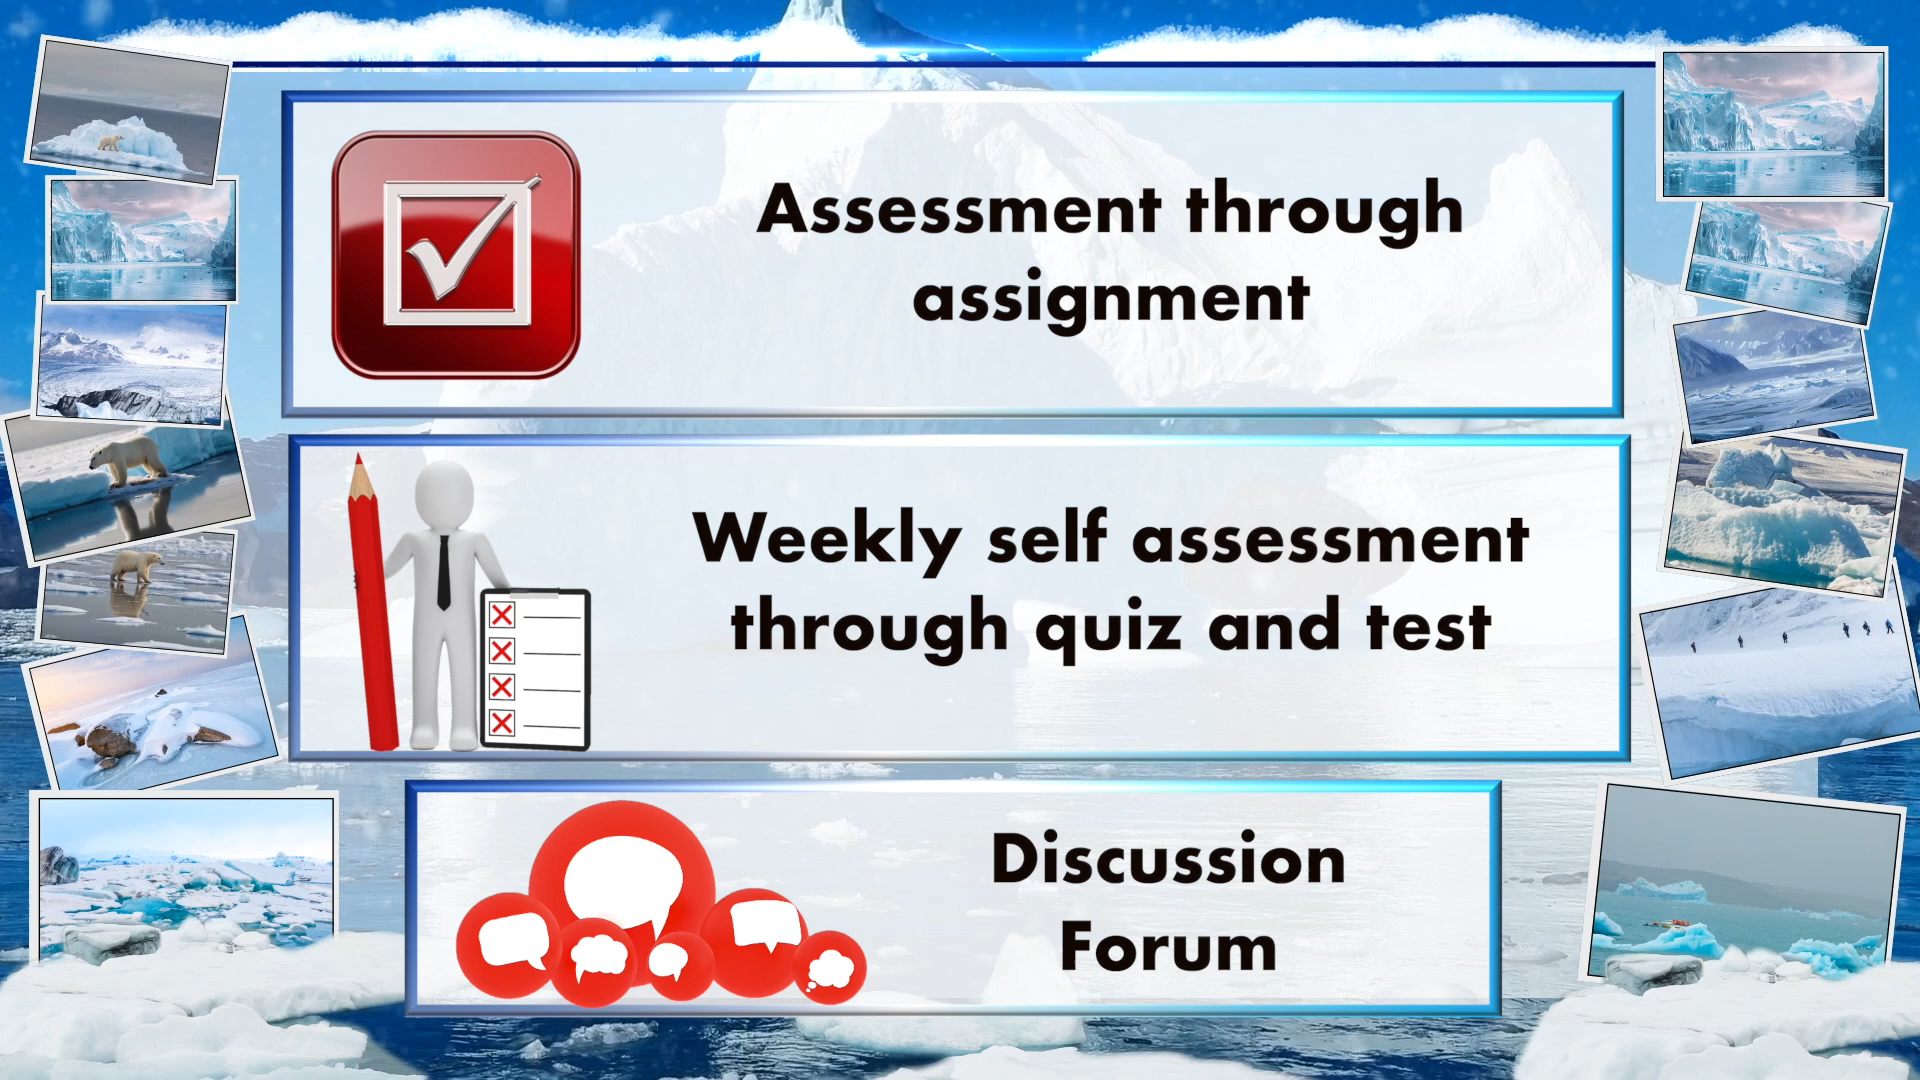 Assessment through
assignment
Weekly self assessment
through quiz and test
Discussion
Forum